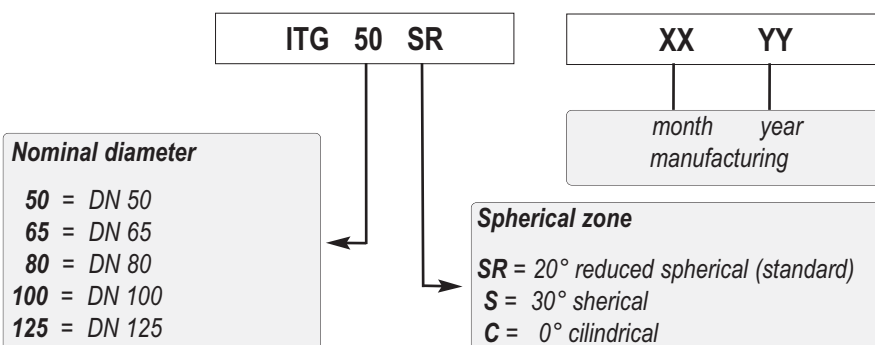 ITG 50 SR
XX YY
month year
manufacturing
Nominal diameter
50 = DN 50
65 = DN 65
80 = DN 80
100 = DN 100
125 = DN 125
Spherical zone
SR = 20° reduced spherical (standard)
S = 30° sherical
C = 0° cilindrical